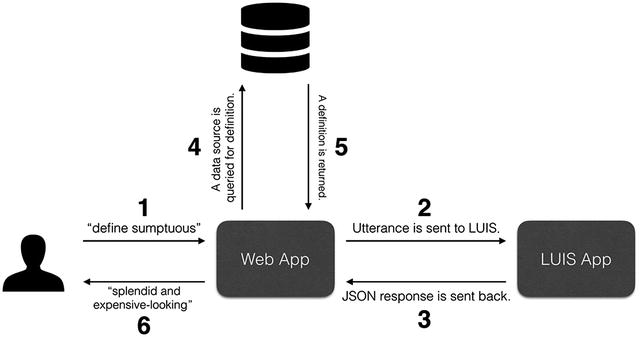 4
A data source is
queried for definition.
A definition is returned.
5
1
“define sumptuous”
Web App
2
Utterance is sent to LUIS.
LUIS App
“splendid and
expensive-looking”
6
JSON response is sent back.
3